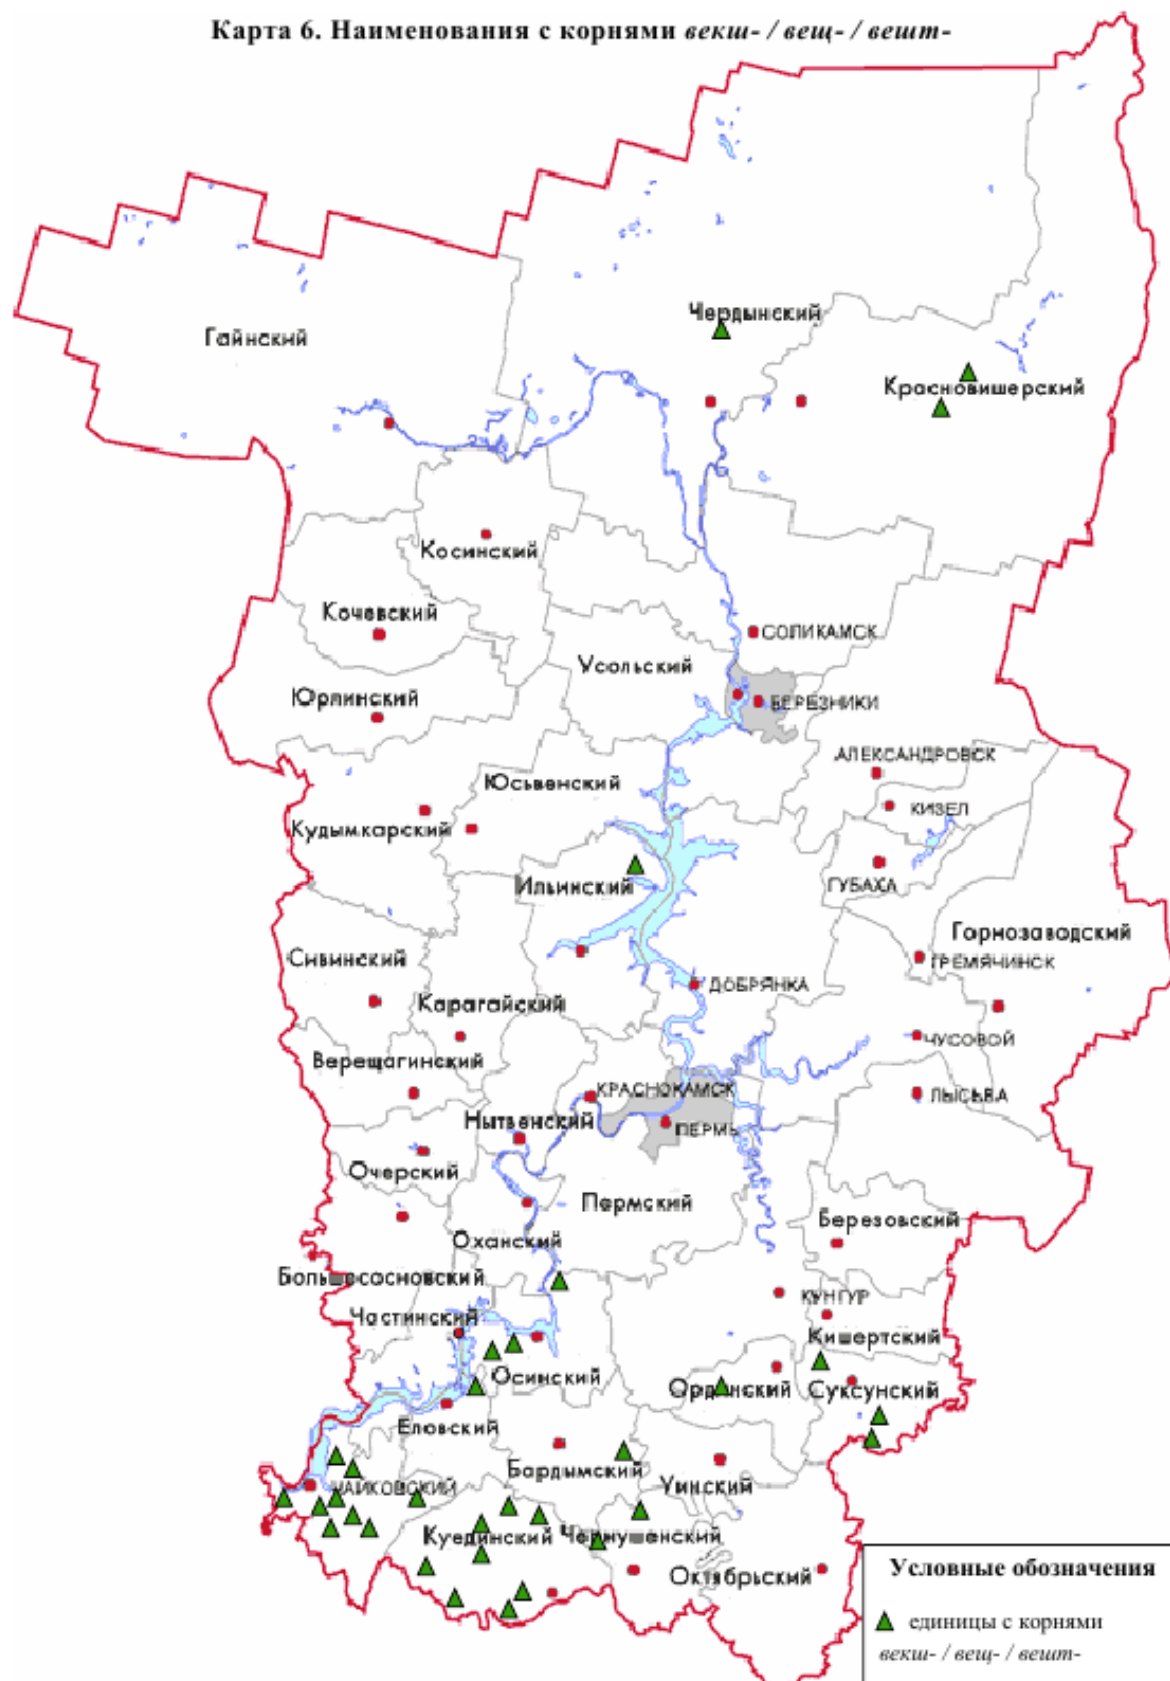 Карта 6. Наименования с корнями векш- / вещ- / вешт-
Чердынский
Гайнский
Красновишерский
Косинский
Кочевский
СОЛИКАМСК
Усольский
Юрлинский
БЕРЕЗНИКИ
АЛЕКСАНДРОВСК
Юсьвенский
КИЗЕЛ
Кудымкарский
Ильинский
ГУБАХА
Горнозаводский
Сивинский
ГРЕМЯЧИНСК
ДОБРЯНКА
Карагайский
ЧУСОВОЙ
Верещагинский
КРАСНОКАМСК
ЛЫСЬВА
Нытвенский
ПЕРМЬ
Очерский
Пермский
Березовский
Оханский
Большесосновский
КУНГУР
Частинский
Кишертский
Осинский
Ординский
Суксунский
Еловский
Бардымский
Уинский
ЧАЙКОВСКИЙ
Куединский
Чернушенский
Октябрьский
Условные обозначения
единицы с корнями
векш- / вещ- / вешт-